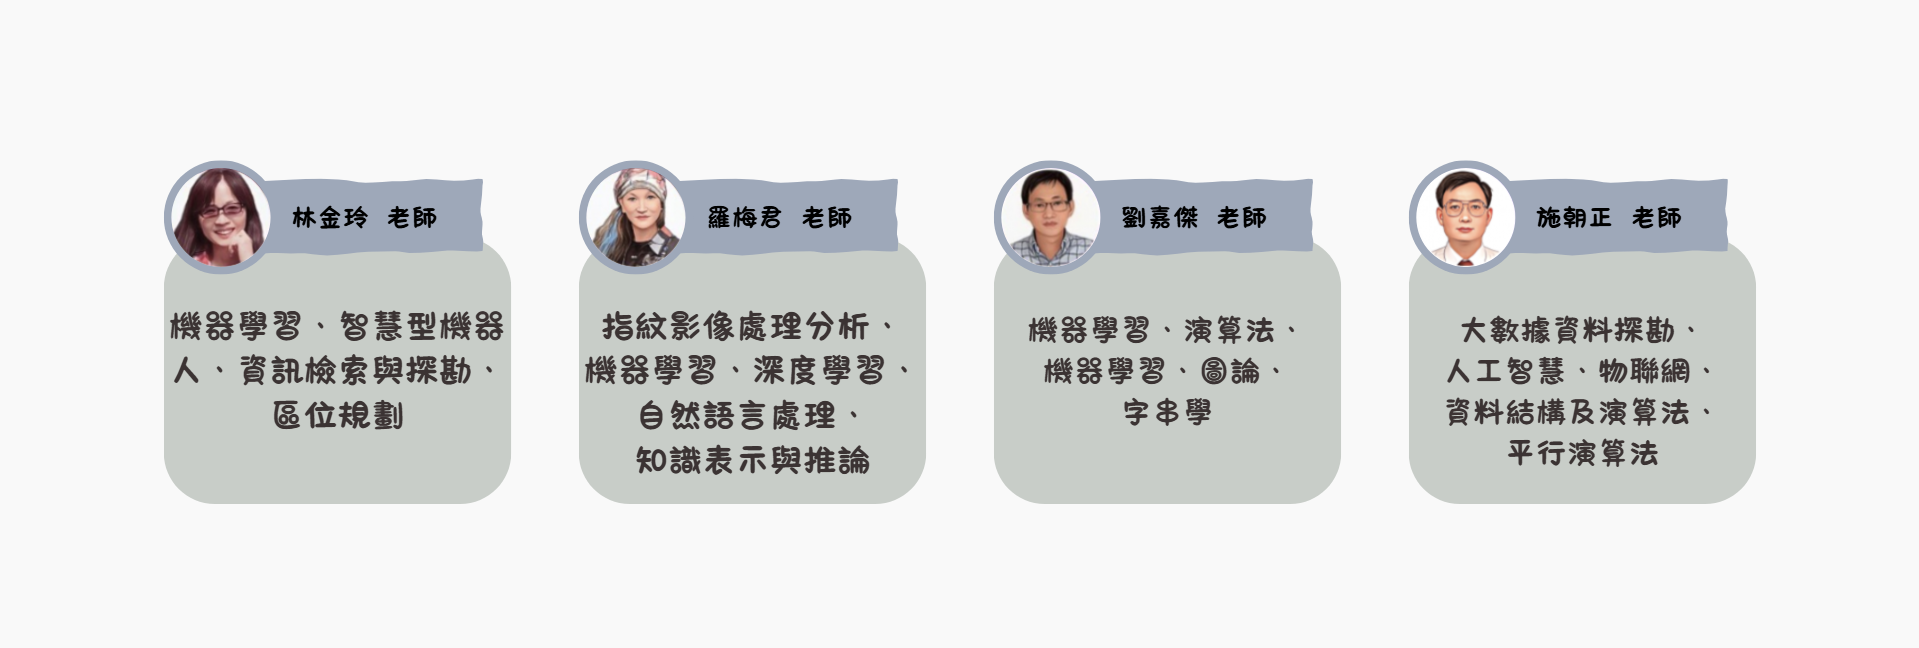 林金玲 老師
機器學習、智慧型機器
人、資訊檢索與探勘、
區位規劃
羅梅君 老師
指紋影像處理分析、
機器學習、深度學習、
自然語言處理、
知識表示與推論
劉嘉傑 老師
機器學習、演算法、
機器學習、圖論、
字串學
施朝正 老師
大數據資料探勘、
人工智慧、物聯網、
資料結構及演算法、
平行演算法